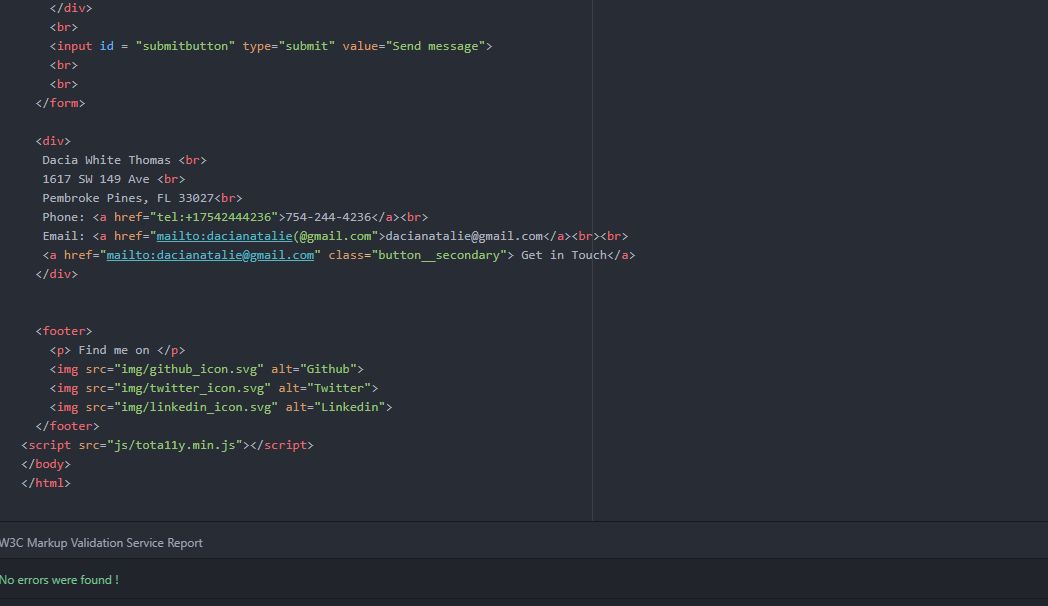 </div>
<br>
<input id = "submitbutton" type="submit" value="Send message">
<br>
<br>
</form>
<div>
Dacia White Thomas <br>
1617 SW 149 Ave <br>
Pembroke Pines, FL 33027<br>
Phone: <a href="tel:+17542444236">754-244-4236</a><br>
Email: <a href="mailto:dacianatalie(@gmail.com">dacianatalie@gmail.com</a><br><br>
<a href="mailto:dacianatalie@gmail.com" class="button__secondary"> Get in Touch</a>
</div>
<footer>
<p> Find me on </p>
<img src="img/github_icon.svg" alt="Github">
<img src="img/twitter_icon.svg" alt="Twitter">
<img src="img/linkedin_icon.svg" alt="Linkedin">
</footer>
<script src="js/tota11y.min.js"></script>
</body>
</html>
W3C Markup Validation Service Report
No errors were found !